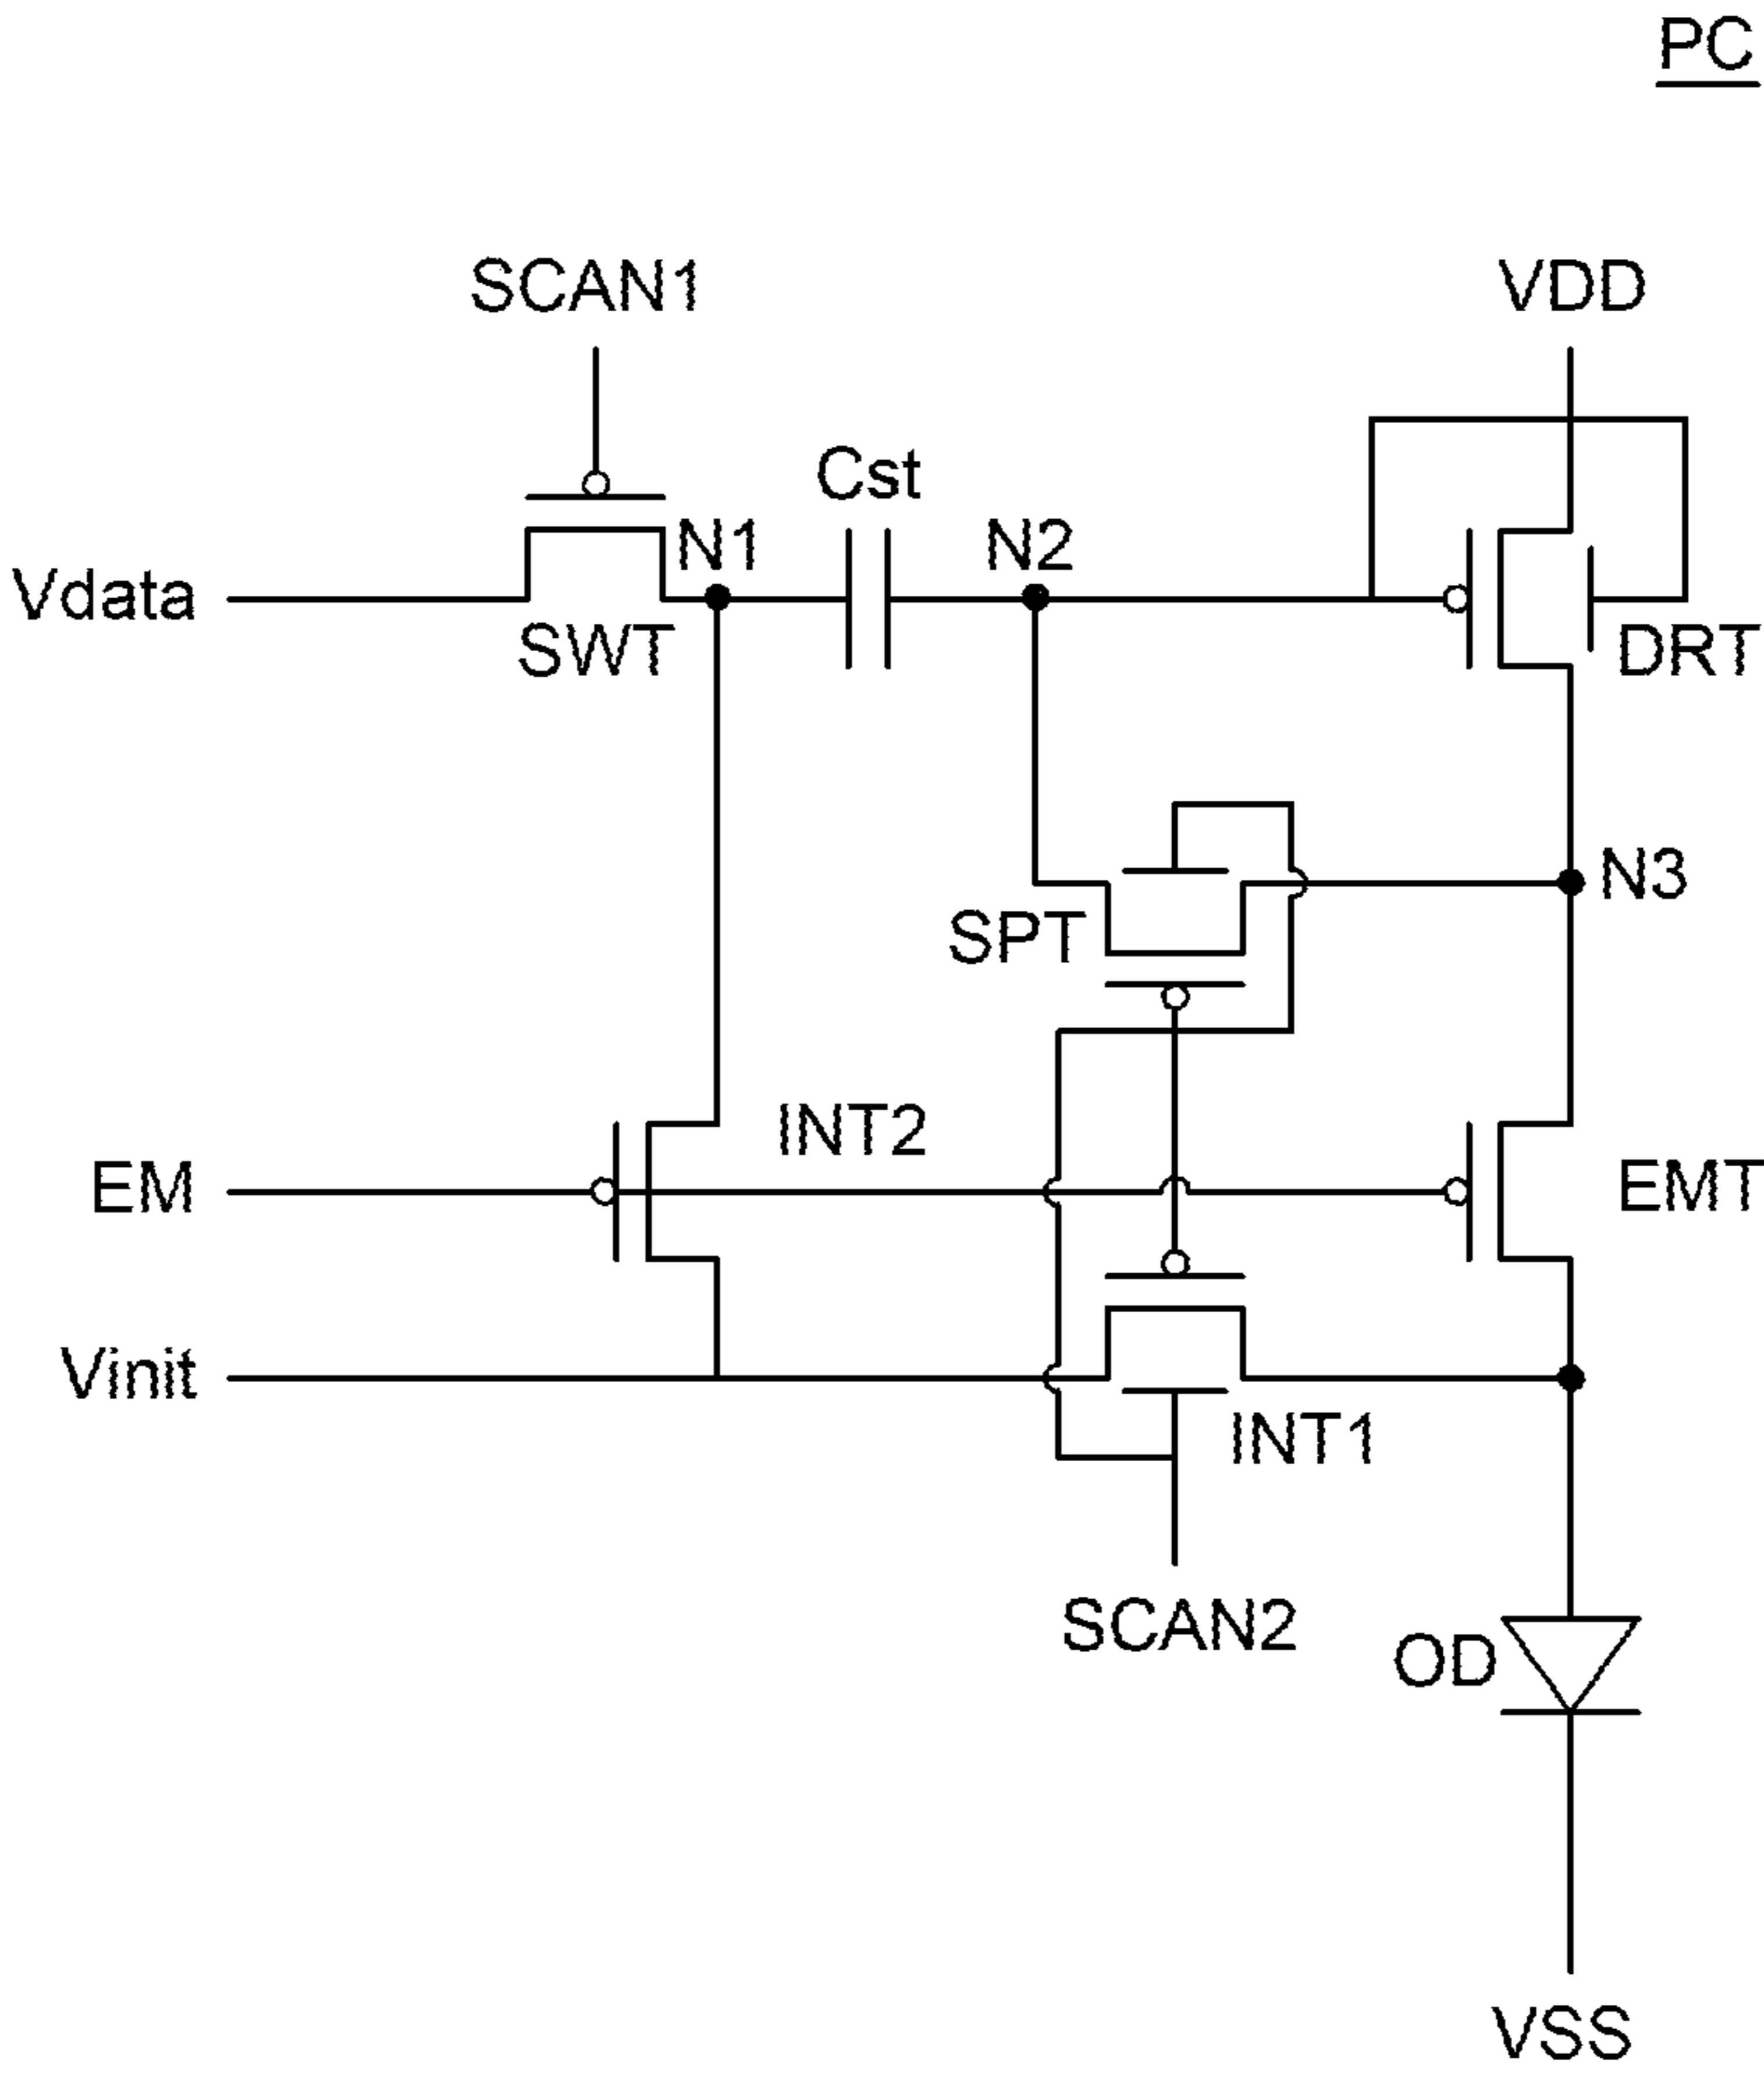 PC
SCAN1
VDD
Cst
N1
N2
Vdata
SWT
DRT
N3
SPT
INT2
EM
EMT
Vinit
INT1
SCAN2
OD
VSS